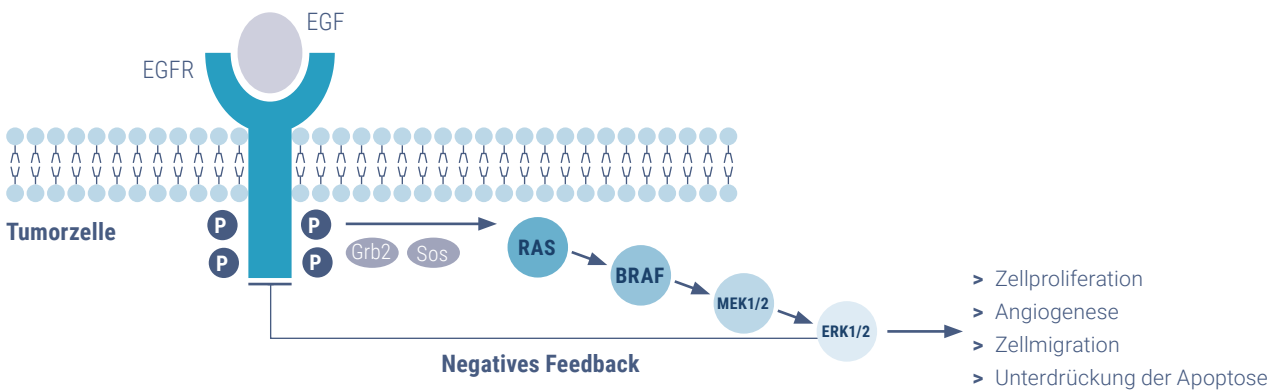 EGF
EGFR
Tumorzelle
P
P
P
P
Grb2
Sos
RAS
BRAF
MEK1/2
ERK1/2
Negatives Feedback
> Zellproliferation
> Angiogenese
> Zellmigration
> Unterdrückung der Apoptose